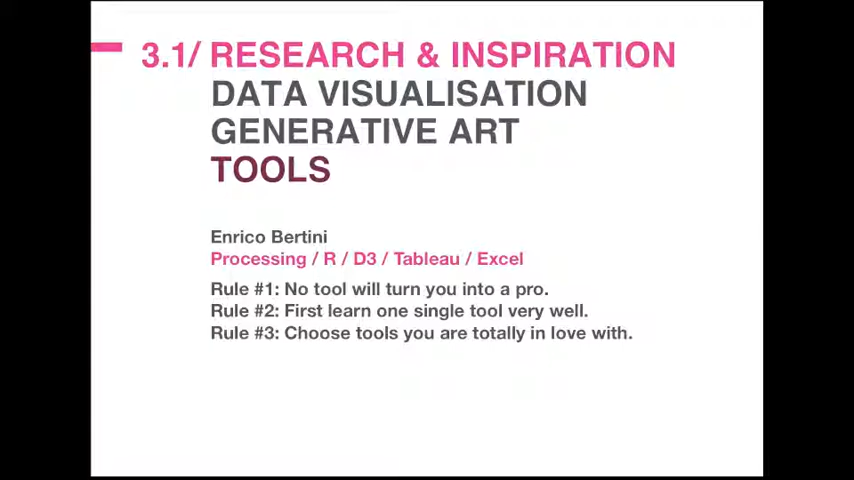 3.1/ RESEARCH & INSPIRATION
DATA VISUALISATION
GENERATIVE ART
TOOLS
Enrico Bertini
Processing / R / D3 / Tableau / Excel
Rule #1: No tool will turn you into a pro.
Rule #2: First learn one single tool very well.
Rule #3: Choose tools you are totally in love with.